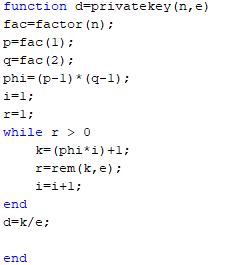 function d=privatekey(n,e)
fac=factor(n);
p=fac(1);
q=fac(2);
phi=(p-1)*(q-1);
i=1;
r=1;
while r > 0
    k=(phi*i)+1;
    r=rem(k,e);
    i=i+1;
end
d=k/e;

end